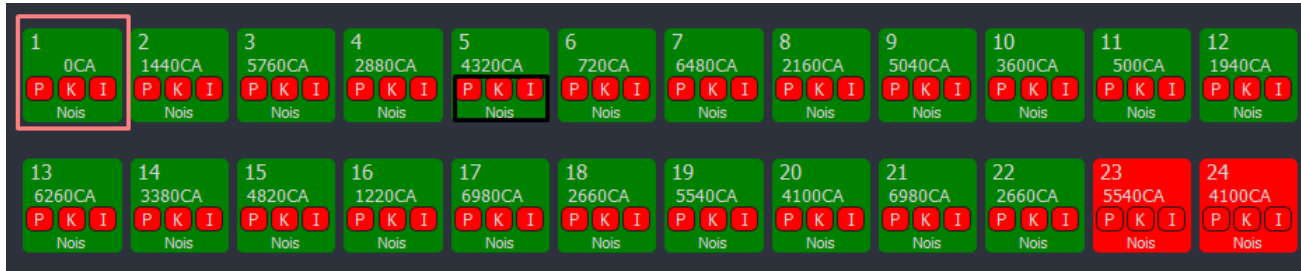 1 2 3 4 5 6 7 8 9 10 11 12
0CA 1440CA 5760CA 2880CA 4320CA 720CA 6480CA 2160CA 5040CA 3600CA 500CA 1940CA
P K I P K I P K I P K I P K I P K I P K I P K I P K I P K I P K I P K I
Nois Nois Nois Nois Nois Nois Nois Nois Nois Nois Nois Nois
13 14 15 16 17 18 19 20 21 22 23 24
6260CA 3380CA 4820CA 1220CA 6980CA 2660CA 5540CA 4100CA 6980CA 2660CA 5540CA 4100CA
P K I P K I P K I P K I P K I P K I P K I P K I P K I P K I P K I P K I
Nois Nois Nois Nois Nois Nois Nois Nois Nois Nois Nois Nois